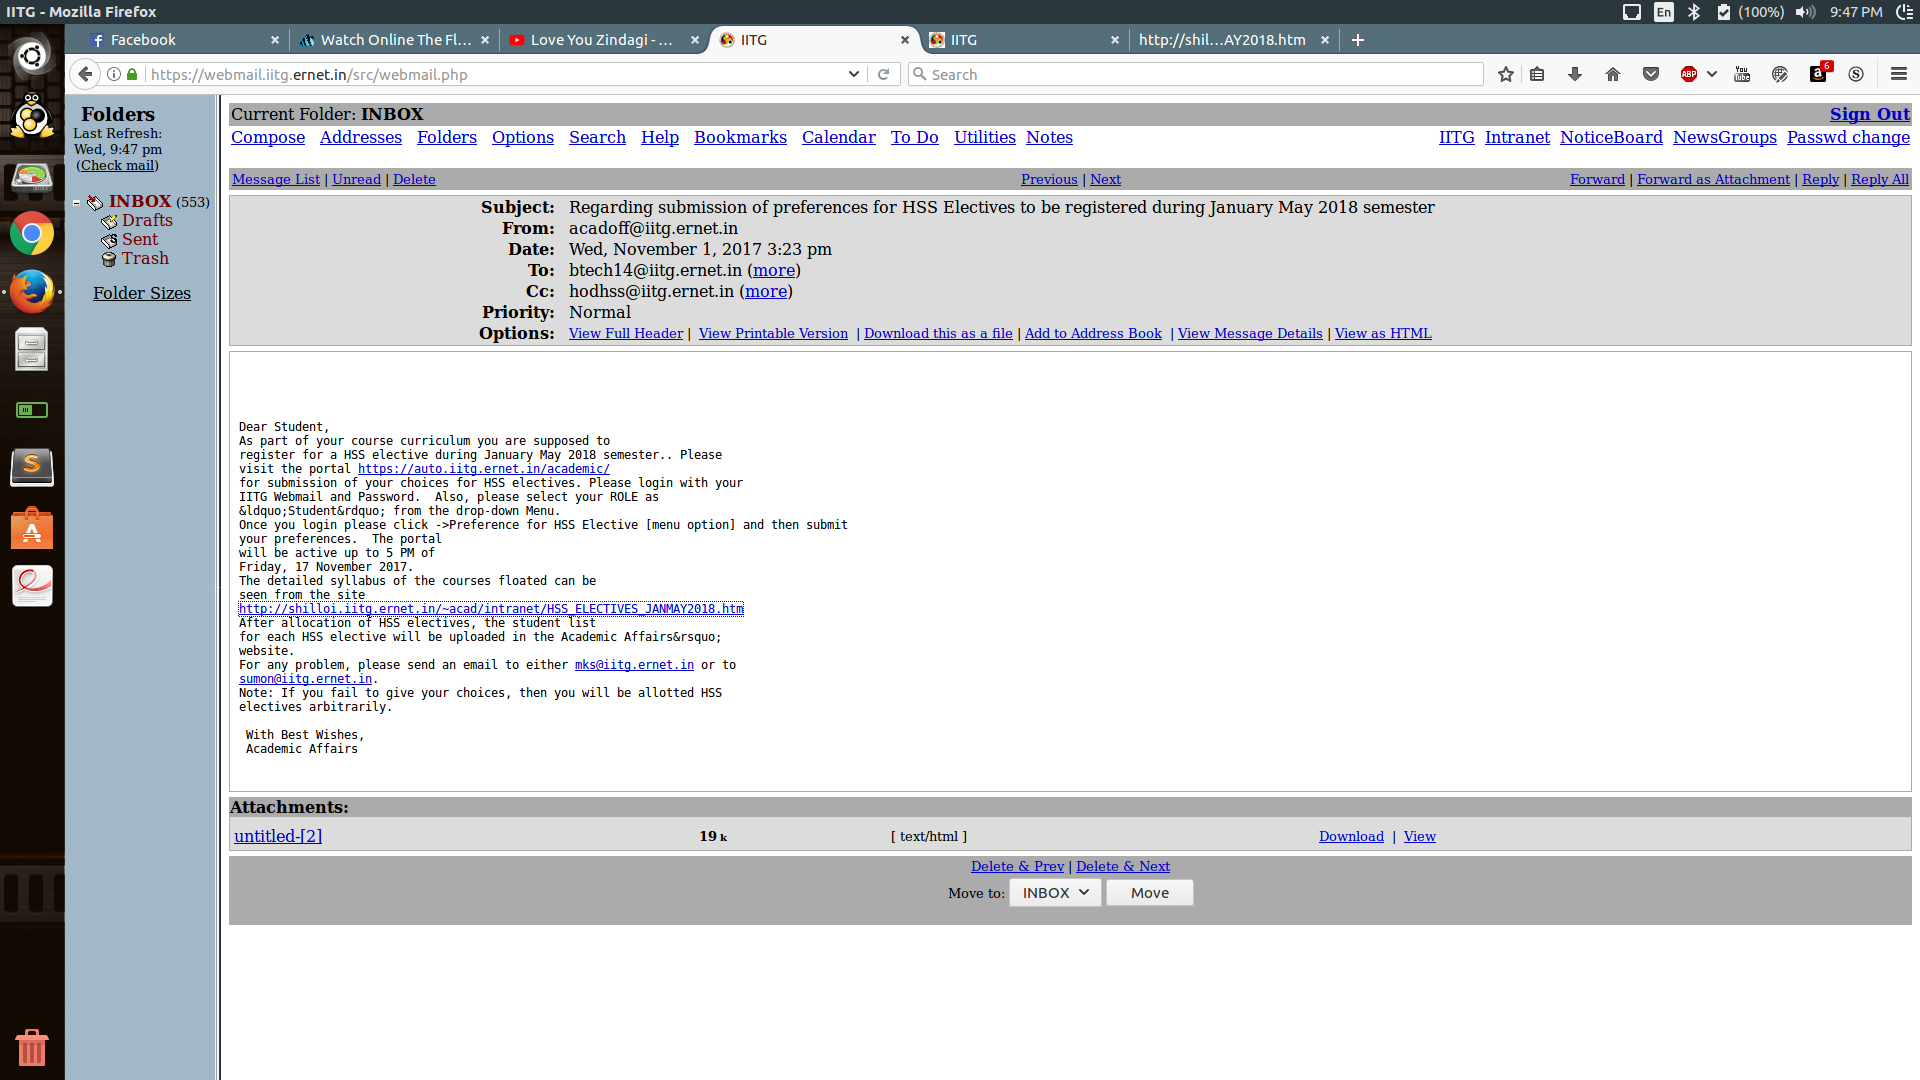 IITG - Mozilla Firefox
En
(100%)
9:47 PM
Facebook
Watch Online The Fl...
Love You Zindagi - ...
IITG
IITG
http://shil...AY2018.htm
https://webmail.iitg.ernet.in/src/webmail.php
Search
ABP
You
6
Folders
Last Refresh:
Wed, 9:47 pm
(Check mail)
INBOX (553)
Drafts
Sent
Trash
Folder Sizes
Current Folder: INBOX
Sign Out
Compose Addresses Folders Options Search Help Bookmarks Calendar To Do Utilities Notes
IITG Intranet NoticeBoard NewsGroups Passwd change
Message List | Unread | Delete
Previous | Next
Forward | Forward as Attachment | Reply | Reply All
Subject: Regarding submission of preferences for HSS Electives to be registered during January May 2018 semester
From: acadoff@iitg.ernet.in
Date: Wed, November 1, 2017 3:23 pm
To: btech14@iitg.ernet.in (more)
Cc: hodhss@iitg.ernet.in (more)
Priority: Normal
Options: View Full Header | View Printable Version | Download this as a file | Add to Address Book | View Message Details | View as HTML
Dear Student,
As part of your course curriculum you are supposed to
register for a HSS elective during January May 2018 semester.. Please
visit the portal https://auto.iitg.ernet.in/academic/
for submission of your choices for HSS electives. Please login with your
IITG Webmail and Password.  Also, please select your ROLE as
&ldquo;Student&rdquo; from the drop-down Menu.
Once you login please click ->Preference for HSS Elective [menu option] and then submit
your preferences.  The portal
will be active up to 5 PM of
Friday, 17 November 2017.
The detailed syllabus of the courses floated can be
seen from the site
http://shilloi.iitg.ernet.in/~acad/intranet/HSS_ELECTIVES_JANMAY2018.htm
After allocation of HSS electives, the student list
for each HSS elective will be uploaded in the Academic Affairs&rsquo;
website.
For any problem, please send an email to either mks@iitg.ernet.in or to
sumon@iitg.ernet.in.
Note: If you fail to give your choices, then you will be allotted HSS
electives arbitrarily.
With Best Wishes,
Academic Affairs
Attachments:
untitled-[2] 19 k [ text/html ] Download | View
Delete & Prev | Delete & Next
Move to: INBOX Move